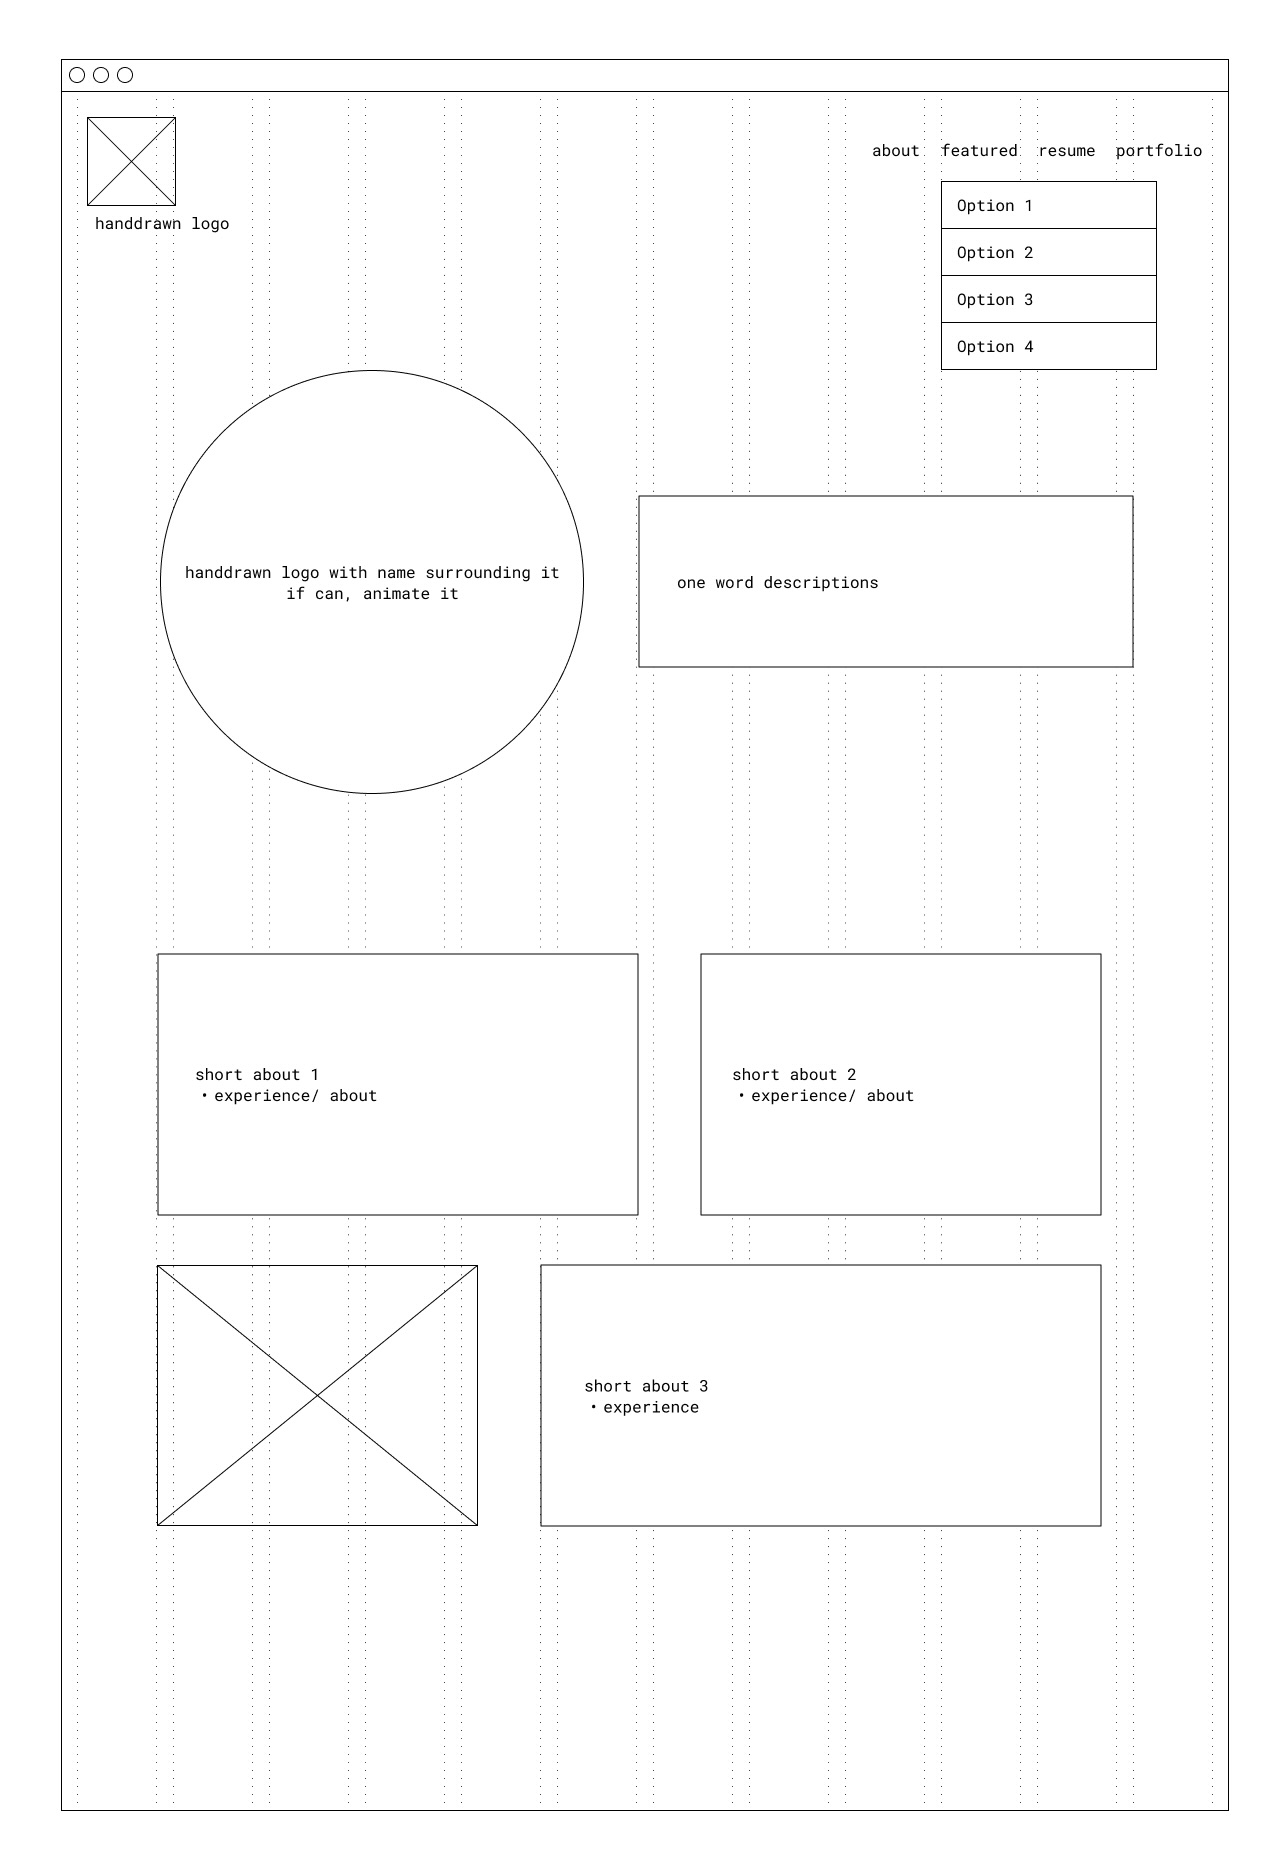 about featured resume portfolio
Option 1
handdrawn logo
Option 2
Option 3
Option 4
handdrawn logo with name surrounding it
if can, animate it
one word descriptions
short about 1
• experience/ about
short about 2
• experience/ about
short about 3
• experience